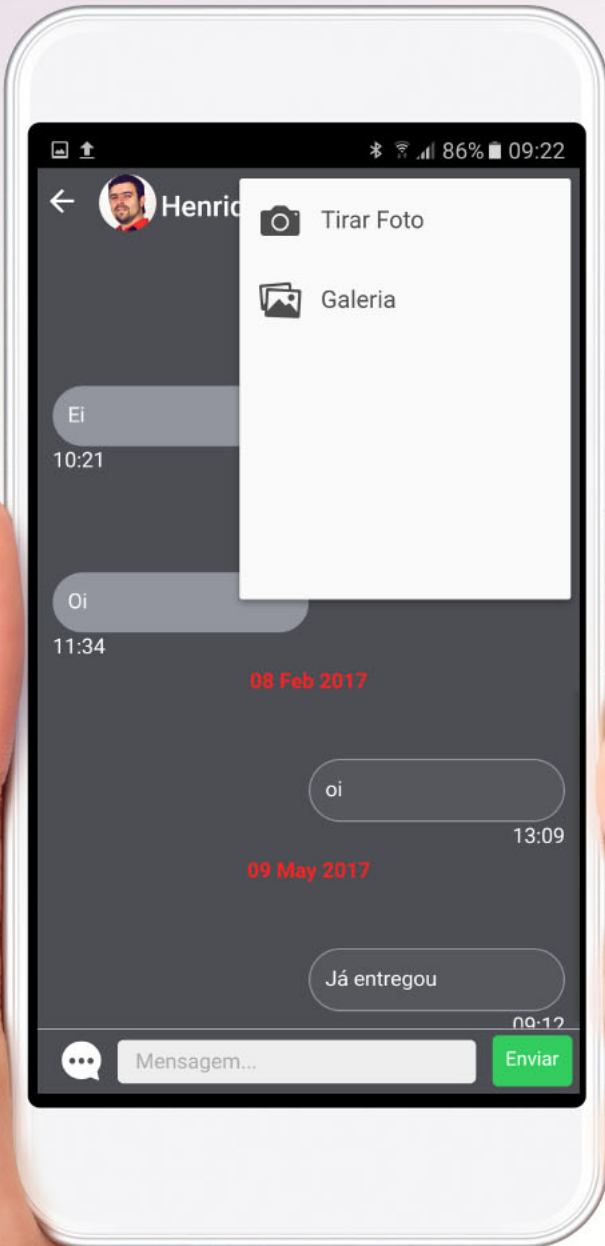 86% 09:22
Henric
Tirar Foto
Galeria
Ei
10:21
Oi
11:34
08 Feb 2017
oi
13:09
09 May 2017
Já entregou
09:12
Mensagem...
Enviar